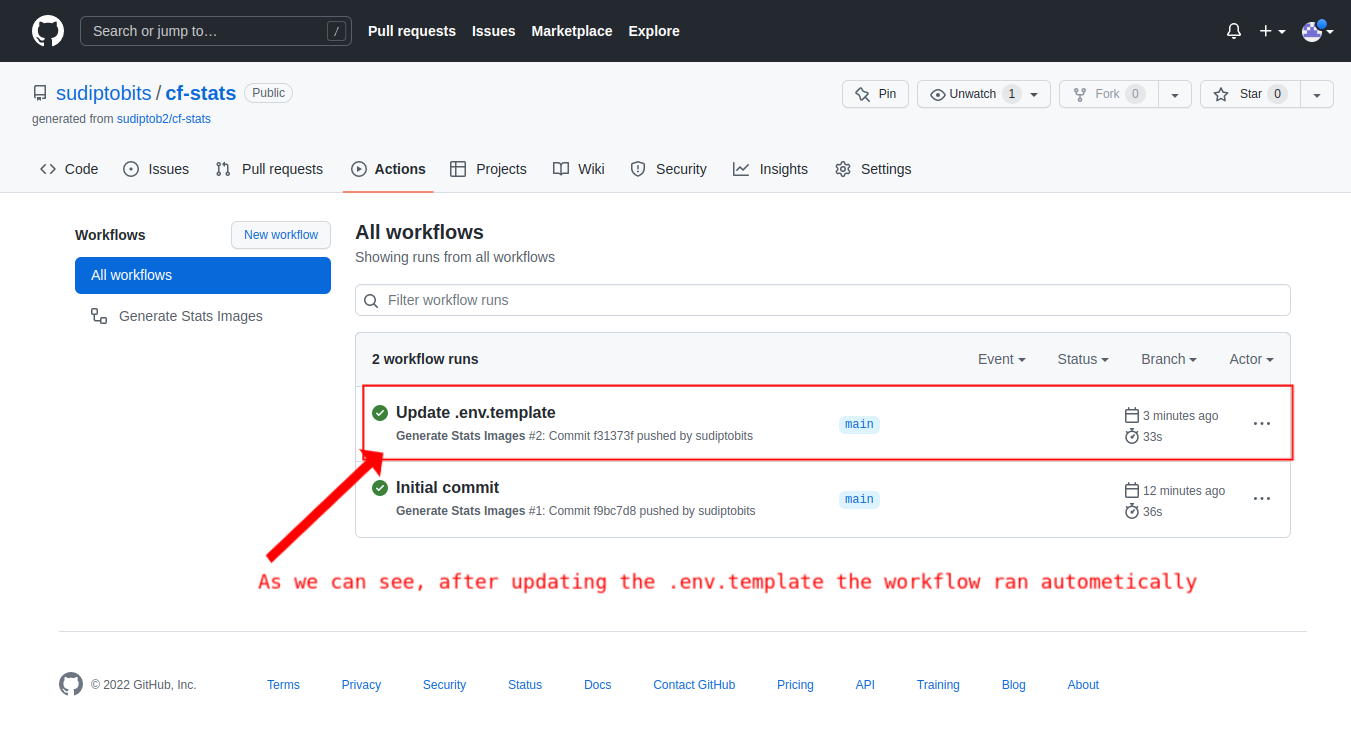 Search or jump to… /
Pull requests Issues Marketplace Explore
sudiptobits / cf-stats Public
Pin Unwatch 1 Fork 0 Star 0
generated from sudiptob2/cf-stats
Code Issues Pull requests Actions Projects Wiki Security Insights Settings
Workflows New workflow
All workflows
Generate Stats Images
All workflows
Showing runs from all workflows
Filter workflow runs
2 workflow runs Event Status Branch Actor
Update .env.template
Generate Stats Images #2: Commit f31373f pushed by sudiptobits
main
3 minutes ago
33s
Initial commit
Generate Stats Images #1: Commit f9bc7d8 pushed by sudiptobits
main
12 minutes ago
36s
As we can see, after updating the .env.template the workflow ran autometically
© 2022 GitHub, Inc. Terms Privacy Security Status Docs Contact GitHub Pricing API Training Blog About